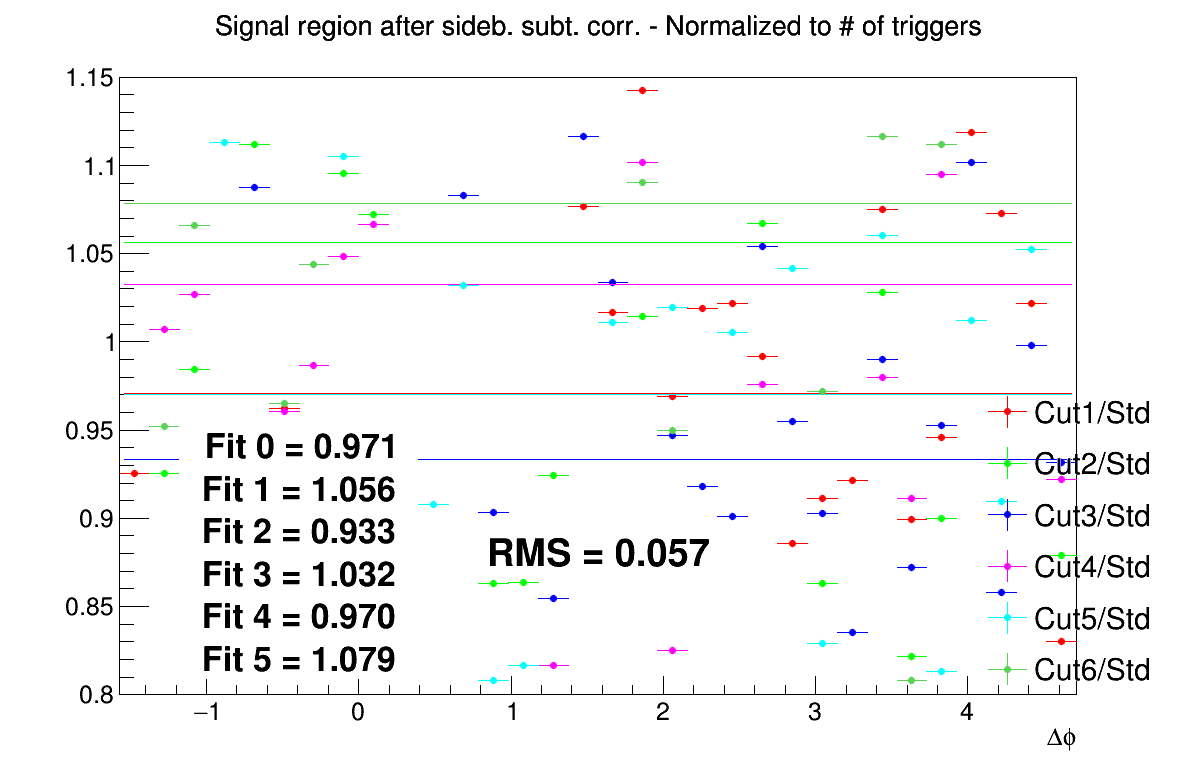 Signal region after sideb. subt. corr. - Normalized to # of triggers
1.15
1.1
1.05
1
0.95
0.9
0.85
0.8
Fit 0 = 0.971
Fit 1 = 1.056
Fit 2 = 0.933
Fit 3 = 1.032
Fit 4 = 0.970
Fit 5 = 1.079
RMS = 0.057
Cut1/Std
Cut2/Std
Cut3/Std
Cut4/Std
Cut5/Std
Cut6/Std
−1 0 1 2 3 4
Δϕ